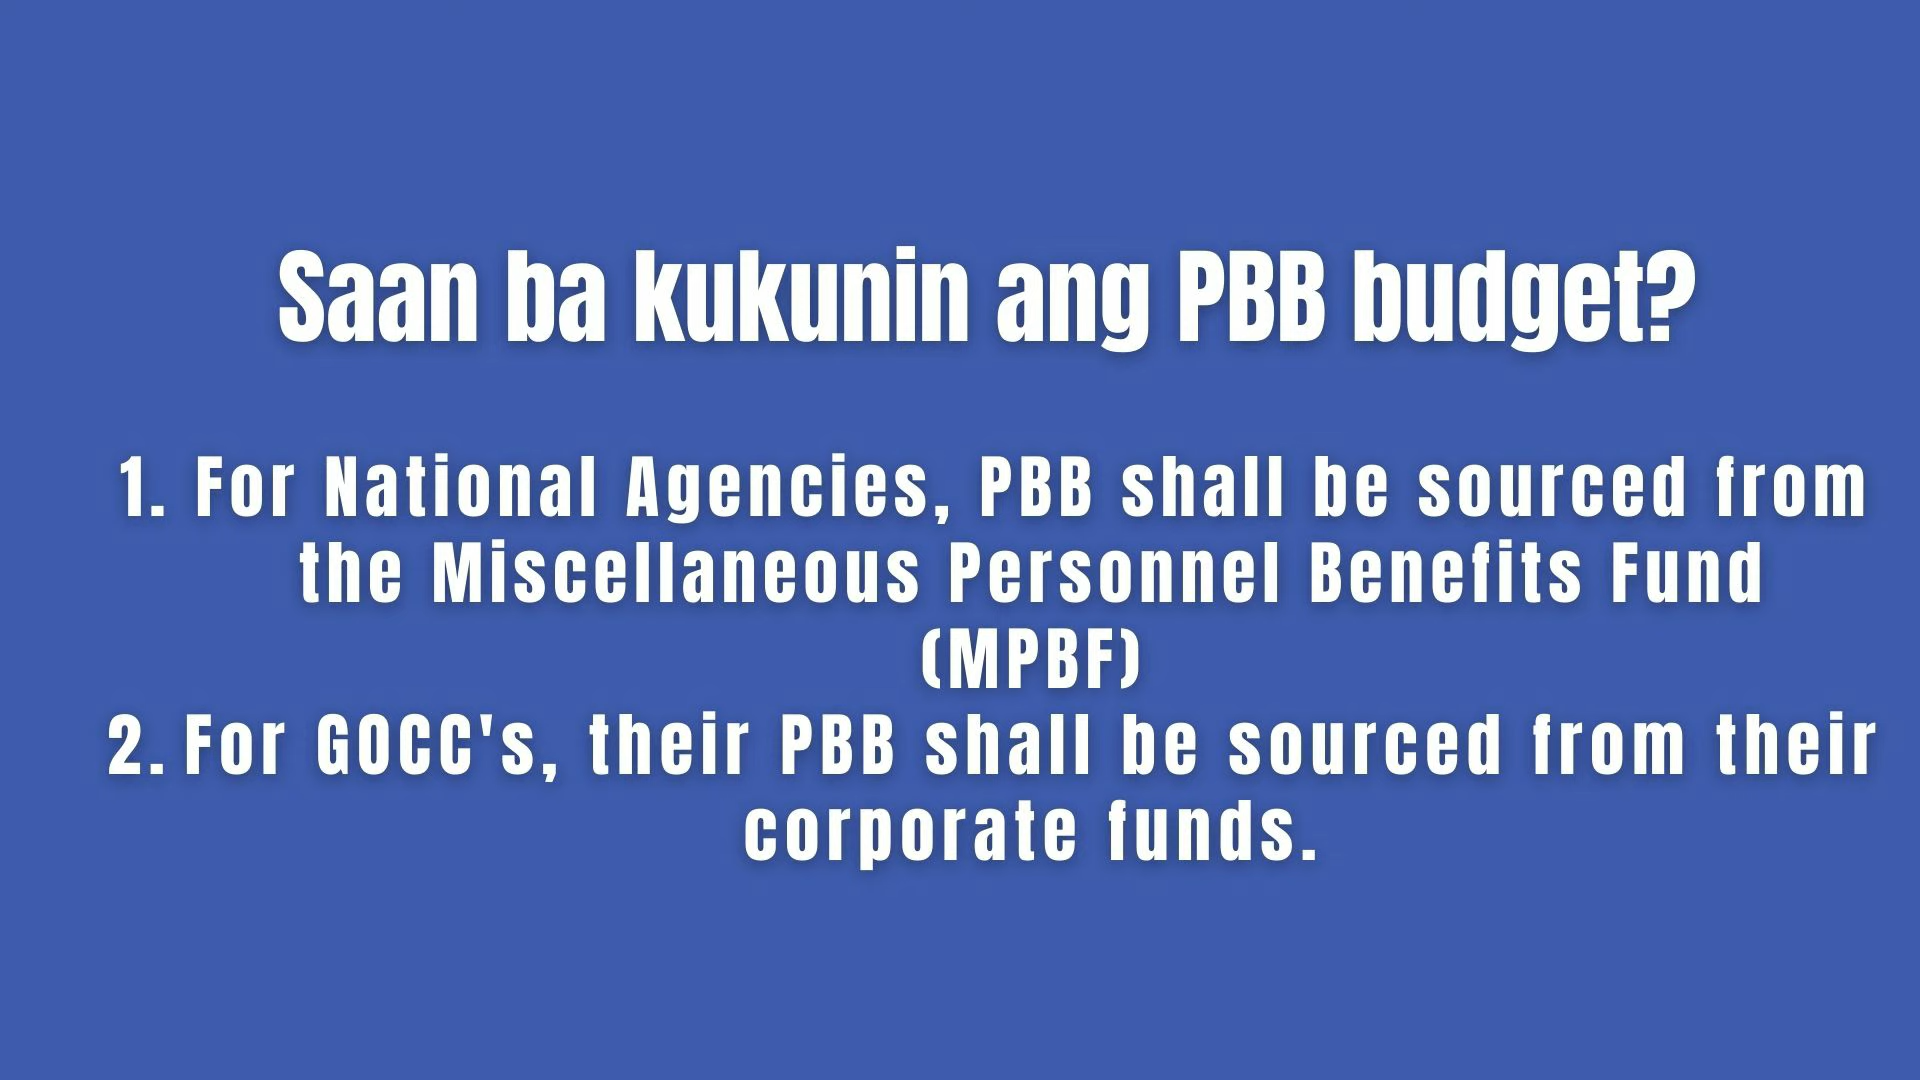 Saan ba kukunin ang PBB budget?
1. For National Agencies, PBB shall be sourced from
the Miscellaneous Personnel Benefits Fund
(MPBF)
2. For GOCC's, their PBB shall be sourced from their
corporate funds.